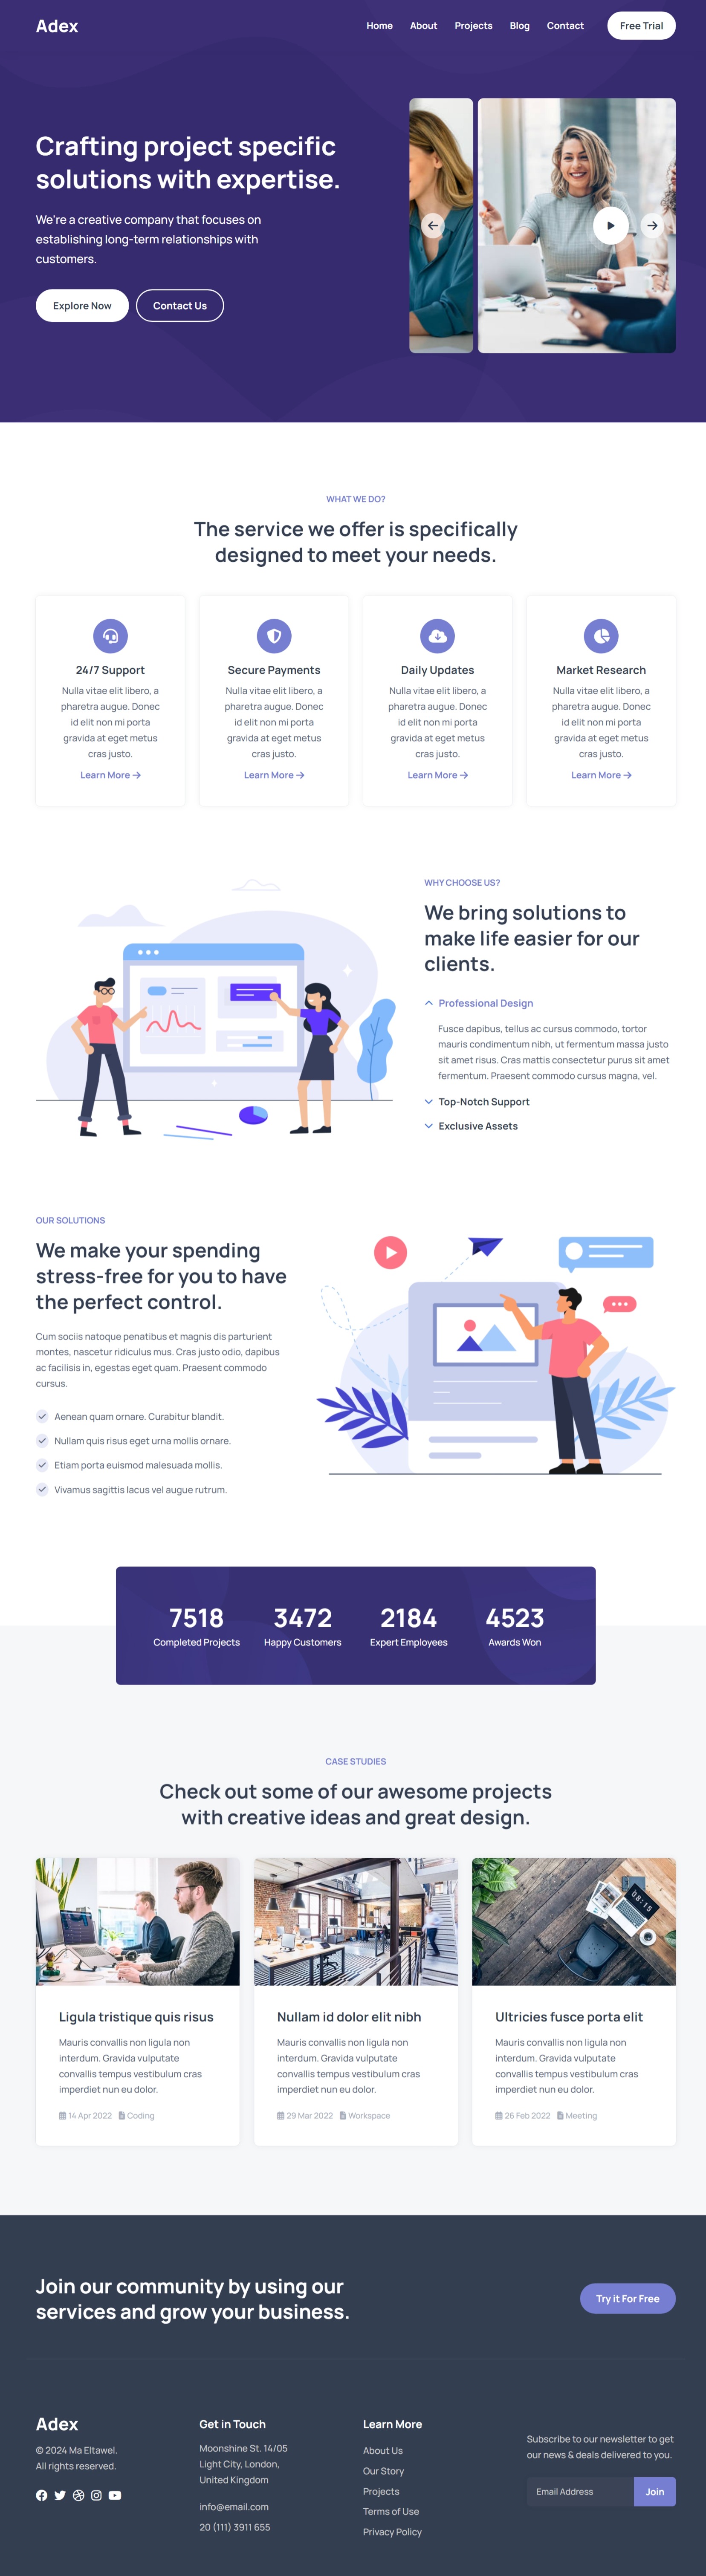 Adex
Home About Projects Blog Contact Free Trial
Crafting project specific
solutions with expertise.
We're a creative company that focuses on
establishing long-term relationships with
customers.
Explore Now Contact Us
WHAT WE DO?
The service we offer is specifically
designed to meet your needs.
24/7 Support
Nulla vitae elit libero, a
pharetra augue. Donec
id elit non mi porta
gravida at eget metus
cras justo.
Learn More
Secure Payments
Nulla vitae elit libero, a
pharetra augue. Donec
id elit non mi porta
gravida at eget metus
cras justo.
Learn More
Daily Updates
Nulla vitae elit libero, a
pharetra augue. Donec
id elit non mi porta
gravida at eget metus
cras justo.
Learn More
Market Research
Nulla vitae elit libero, a
pharetra augue. Donec
id elit non mi porta
gravida at eget metus
cras justo.
Learn More
WHY CHOOSE US?
We bring solutions to
make life easier for our
clients.
Professional Design
Fusce dapibus, tellus ac cursus commodo, tortor
mauris condimentum nibh, ut fermentum massa justo
sit amet risus. Cras mattis consectetur purus sit amet
fermentum. Praesent commodo cursus magna, vel.
Top-Notch Support
Exclusive Assets
OUR SOLUTIONS
We make your spending
stress-free for you to have
the perfect control.
Cum sociis natoque penatibus et magnis dis parturient
montes, nascetur ridiculus mus. Cras justo odio, dapibus
ac facilisis in, egestas eget quam. Praesent commodo
cursus.
Aenean quam ornare. Curabitur blandit.
Nullam quis risus eget urna mollis ornare.
Etiam porta euismod malesuada mollis.
Vivamus sagittis lacus vel augue rutrum.
7518
Completed Projects
3472
Happy Customers
2184
Expert Employees
4523
Awards Won
CASE STUDIES
Check out some of our awesome projects
with creative ideas and great design.
Ligula tristique quis risus
Mauris convallis non ligula non
interdum. Gravida vulputate
convallis tempus vestibulum cras
imperdiet nun eu dolor.
14 Apr 2022 Coding
Nullam id dolor elit nibh
Mauris convallis non ligula non
interdum. Gravida vulputate
convallis tempus vestibulum cras
imperdiet nun eu dolor.
29 Mar 2022 Workspace
08:15
Ultricies fusce porta elit
Mauris convallis non ligula non
interdum. Gravida vulputate
convallis tempus vestibulum cras
imperdiet nun eu dolor.
26 Feb 2022 Meeting
Join our community by using our
services and grow your business.
Try it For Free
Adex
© 2024 Ma Eltawel.
All rights reserved.
Get in Touch
Moonshine St. 14/05
Light City, London,
United Kingdom
info@email.com
20 (111) 3911 655
Learn More
About Us
Our Story
Projects
Terms of Use
Privacy Policy
Subscribe to our newsletter to get
our news & deals delivered to you.
Email Address Join